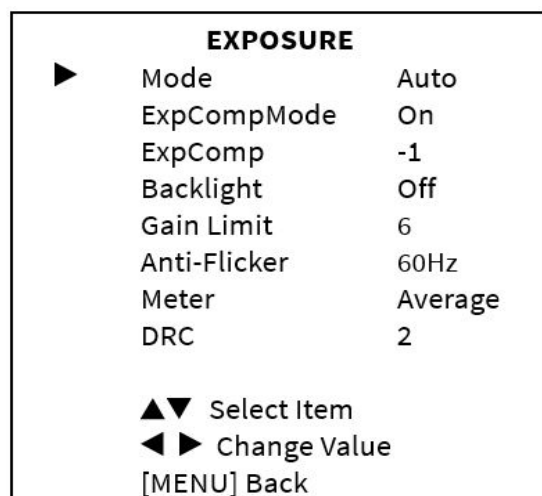 EXPOSURE
▶ Mode Auto
ExpCompMode On
ExpComp -1
Backlight Off
Gain Limit 6
Anti-Flicker 60Hz
Meter Average
DRC 2
▲▼ Select Item
◀ ▶ Change Value
[MENU] Back